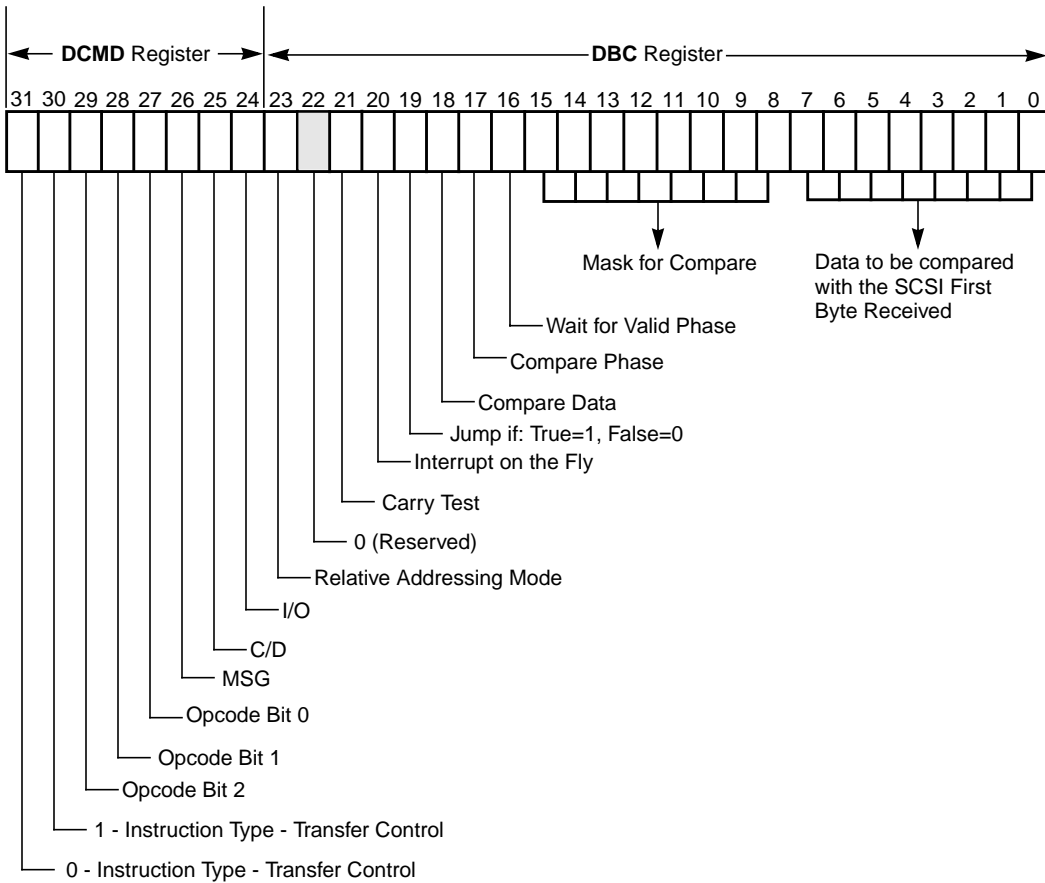 DCMD Register
DBC Register
31 30 29 28 27 26 25 24 23 22 21 20 19 18 17 16 15 14 13 12 11 10 9 8 7 6 5 4 3 2 1 0
Mask for Compare
Data to be compared
with the SCSI First
Byte Received
Wait for Valid Phase
Compare Phase
Compare Data
Jump if: True=1, False=0
Interrupt on the Fly
Carry Test
0 (Reserved)
Relative Addressing Mode
I/O
C/D
MSG
Opcode Bit 0
Opcode Bit 1
Opcode Bit 2
1 - Instruction Type - Transfer Control
0 - Instruction Type - Transfer Control